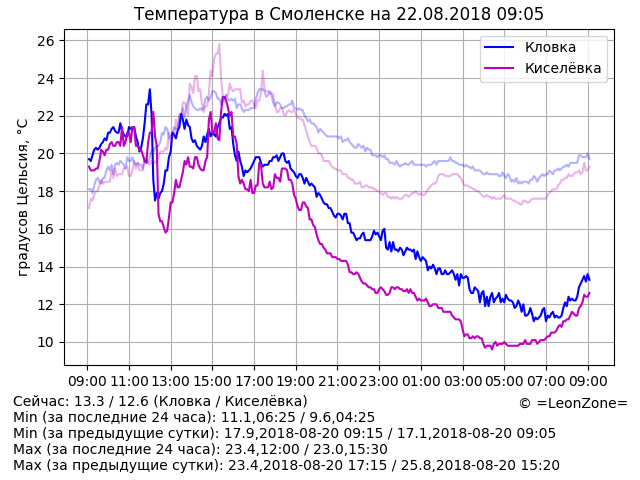 Температура в Смоленске на 22.08.2018 09:05
Кловка
Киселёвка
градусов Цельсия, °C
26
24
22
20
18
16
14
12
10
09:00 11:00 13:00 15:00 17:00 19:00 21:00 23:00 01:00 03:00 05:00 07:00 09:00
Сейчас: 13.3 / 12.6 (Кловка / Киселёвка)
© =LeonZone=
Min (за последние 24 часа): 11.1,06:25 / 9.6,04:25
Min (за предыдущие сутки): 17.9,2018-08-20 09:15 / 17.1,2018-08-20 09:05
Max (за последние 24 часа): 23.4,12:00 / 23.0,15:30
Max (за предыдущие сутки): 23.4,2018-08-20 17:15 / 25.8,2018-08-20 15:20